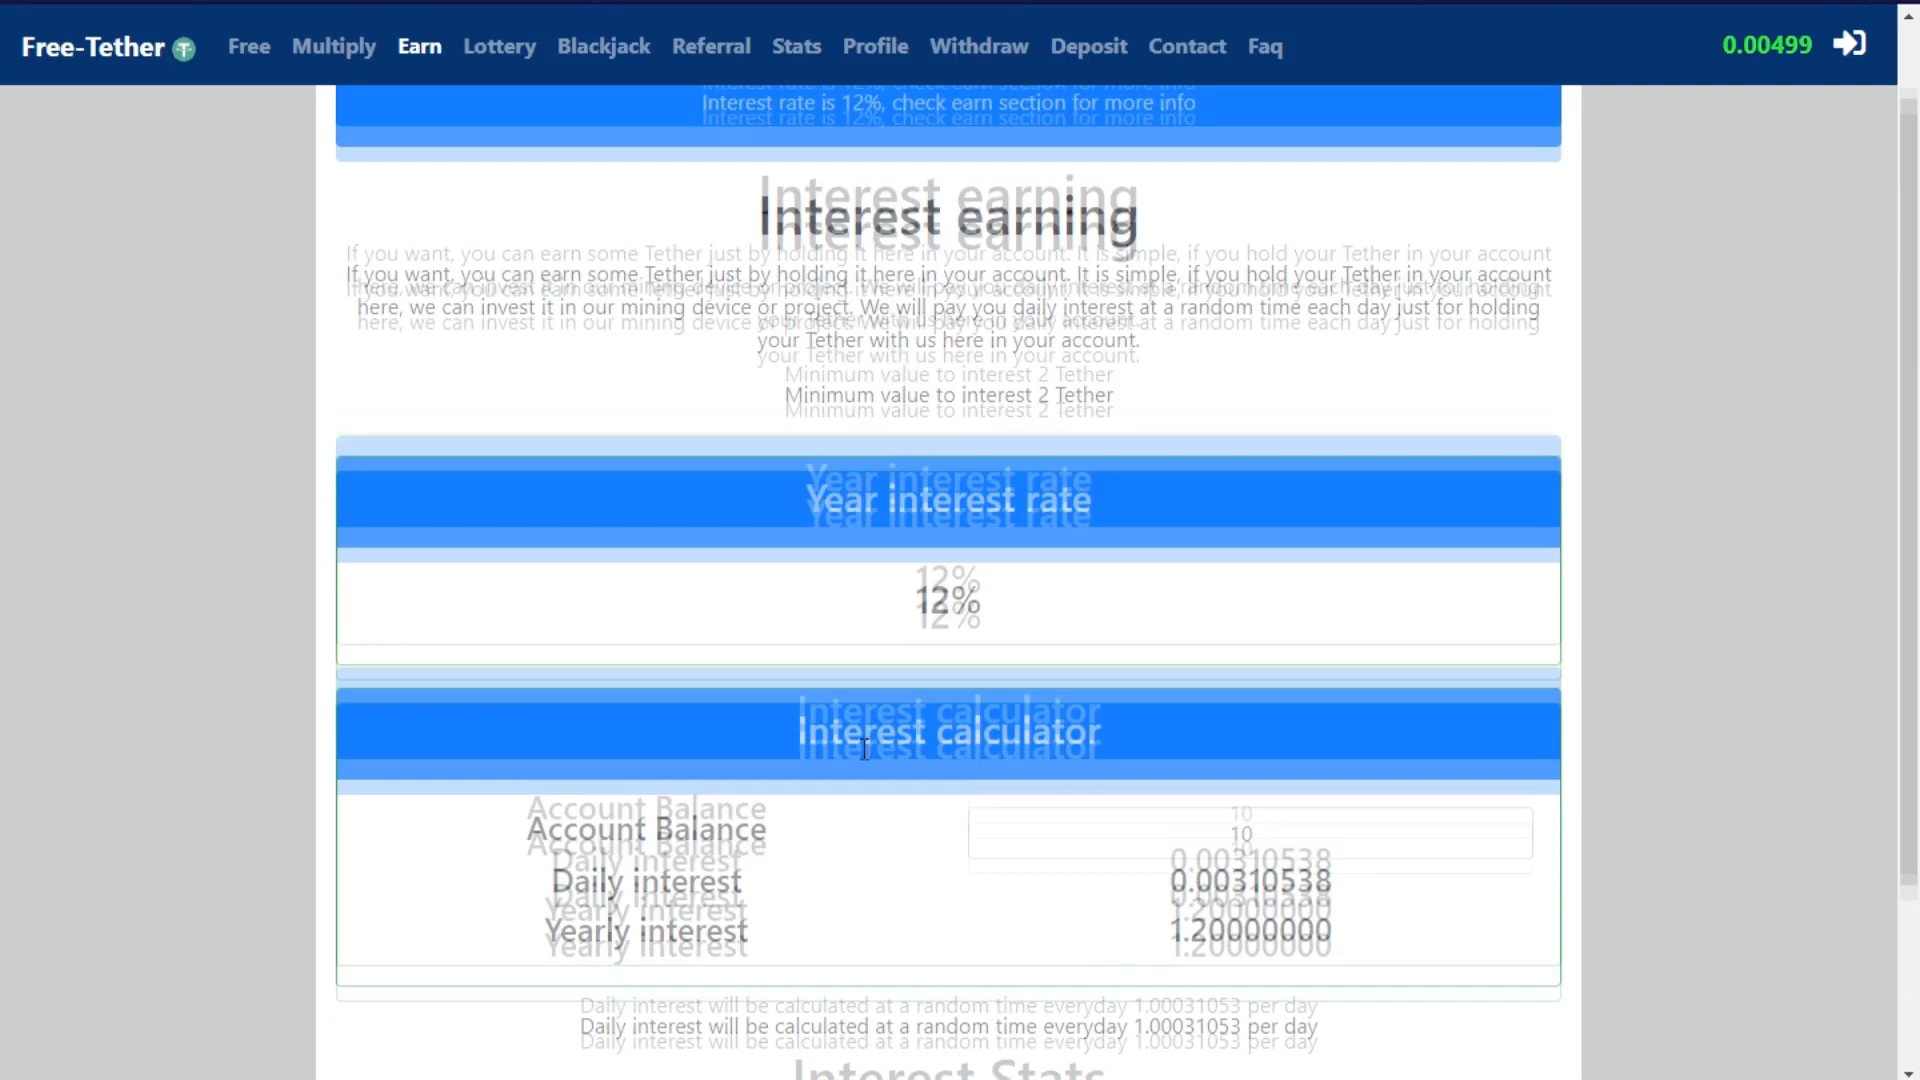 Free-Tether Free Multiply Earn Lottery Blackjack Referral Stats Profile Withdraw Deposit Contact Faq 0.00499
Interest rate is 12%, check earn section for more info
Interest earning
If you want, you can earn some Tether just by holding it here in your account. It is simple, if you hold your Tether in your account
here, we can invest it in our mining device or project. We will pay you daily interest at a random time each day just for holding
your Tether with us here in your account.
Minimum value to interest 2 Tether
Year interest rate
12%
Interest calculator
Account Balance 10
Daily interest 0.00310538
Yearly interest 1.20000000
Daily interest will be calculated at a random time everyday 1.00031053 per day
Interest Stats